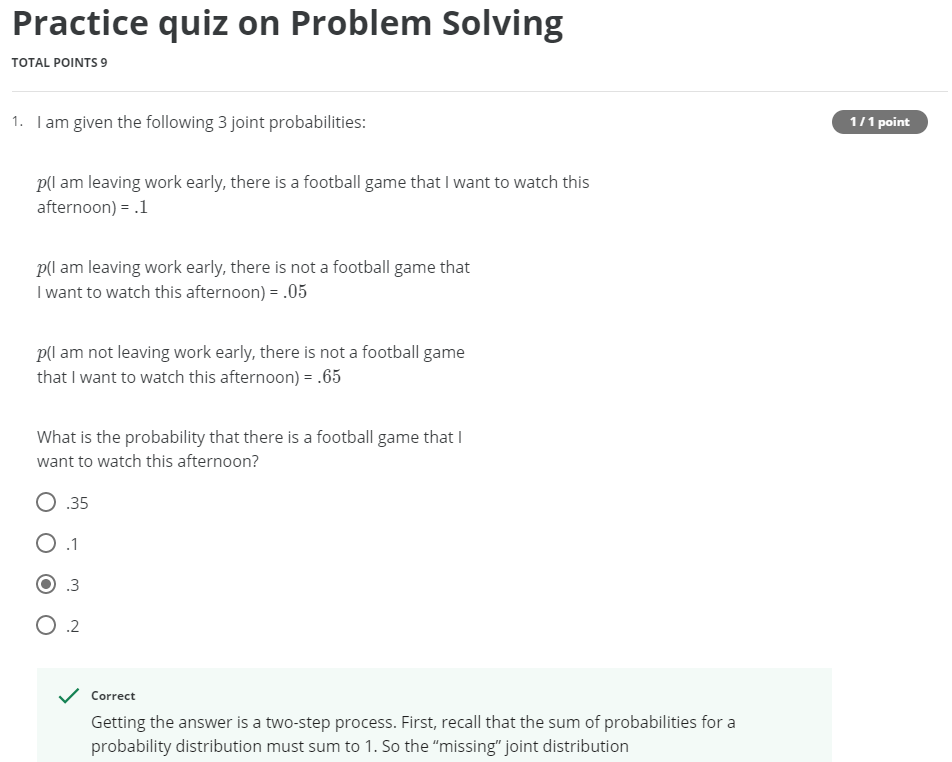 Practice quiz on Problem Solving
TOTAL POINTS 9
1. I am given the following 3 joint probabilities:
1 / 1 point
p(I am leaving work early, there is a football game that I want to watch this
afternoon) = .1
p(I am leaving work early, there is not a football game that
I want to watch this afternoon) = .05
p(I am not leaving work early, there is not a football game
that I want to watch this afternoon) = .65
What is the probability that there is a football game that I
want to watch this afternoon?
.35
.1
.3
.2
Correct
Getting the answer is a two-step process. First, recall that the sum of probabilities for a
probability distribution must sum to 1. So the “missing” joint distribution